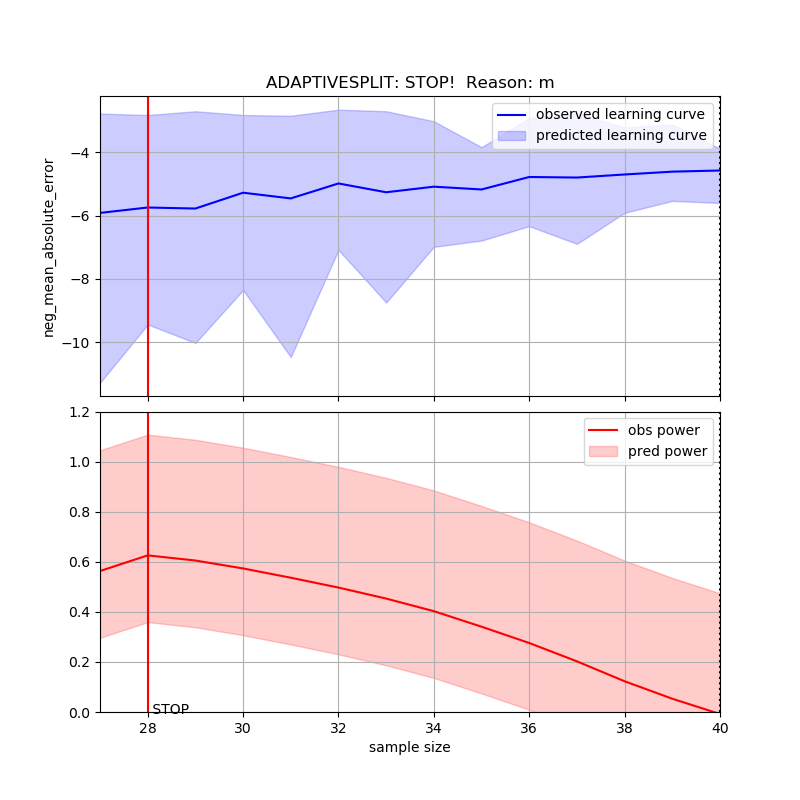 ADAPTIVESPLIT: STOP!  Reason: m
observed learning curve
predicted learning curve
neg_mean_absolute_error
−4
−6
−8
−10
obs power
pred power
1.2
1.0
0.8
0.6
0.4
0.2
0.0
STOP
28 30 32 34 36 38 40
sample size